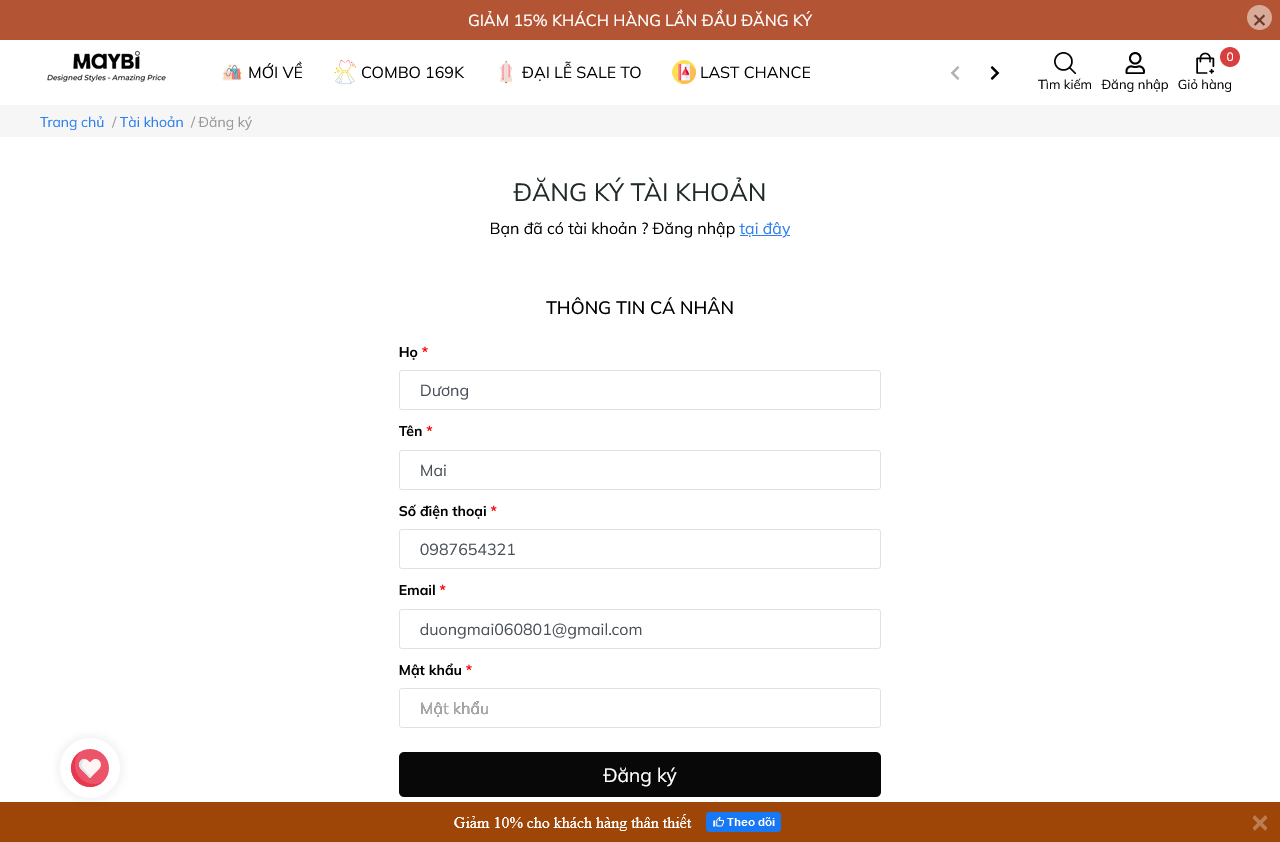 GIẢM 15% KHÁCH HÀNG LẦN ĐẦU ĐĂNG KÝ
MAYBi
Designed Styles - Amazing Price
MỚI VỀ
COMBO 169K
ĐẠI LỄ SALE TO
LAST CHANCE
Tìm kiếm
Đăng nhập
0
Giỏ hàng
Trang chủ / Tài khoản / Đăng ký
ĐĂNG KÝ TÀI KHOẢN
Bạn đã có tài khoản ? Đăng nhập tại đây
THÔNG TIN CÁ NHÂN
Họ *
Dương
Tên *
Mai
Số điện thoại *
0987654321
Email *
duongmai060801@gmail.com
Mật khẩu *
Mật khẩu
Đăng ký
Giảm 10% cho khách hàng thân thiết
Theo dõi